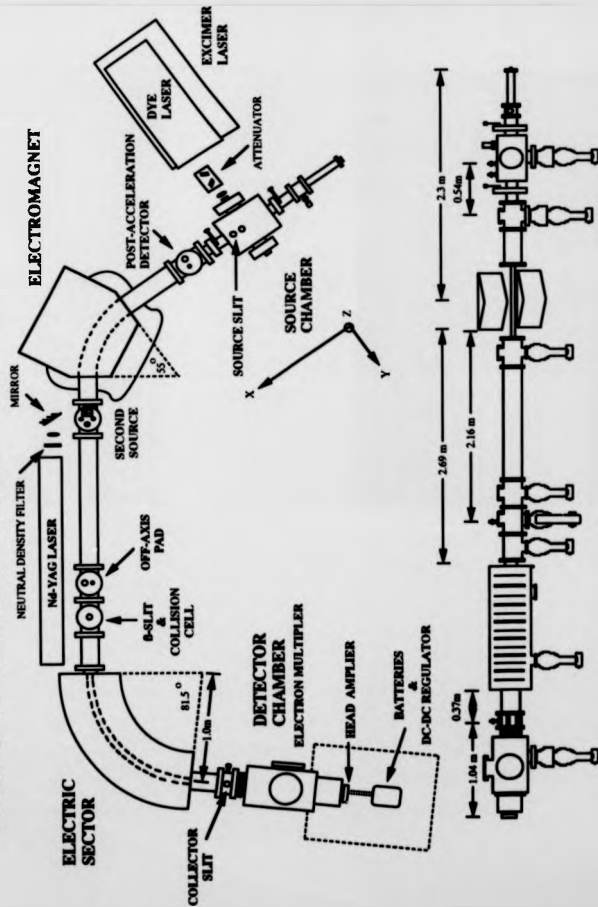 ELECTROMAGNET
EXCIMER
LASER
DYE
LASER
ATTENUATOR
POST-ACCELERATION
DETECTOR
SOURCE SLIT
SOURCE
CHAMBER
X
Y
Z
55°
MIRROR
NEUTRAL DENSITY FILTER
Nd-YAG LASER
SECOND
SOURCE
OFF-AXIS
PAD
β-SLIT &
COLLISION
CELL
ELECTRIC
SECTOR
81.5°
1.0m
COLLECTOR
SLIT
DETECTOR
CHAMBER
ELECTRON MULTIPLER
HEAD AMPLIER
BATTERIES
&
DC-DC REGULATOR
2.3 m
0.54m
2.69 m
2.16 m
0.37m
1.04 m